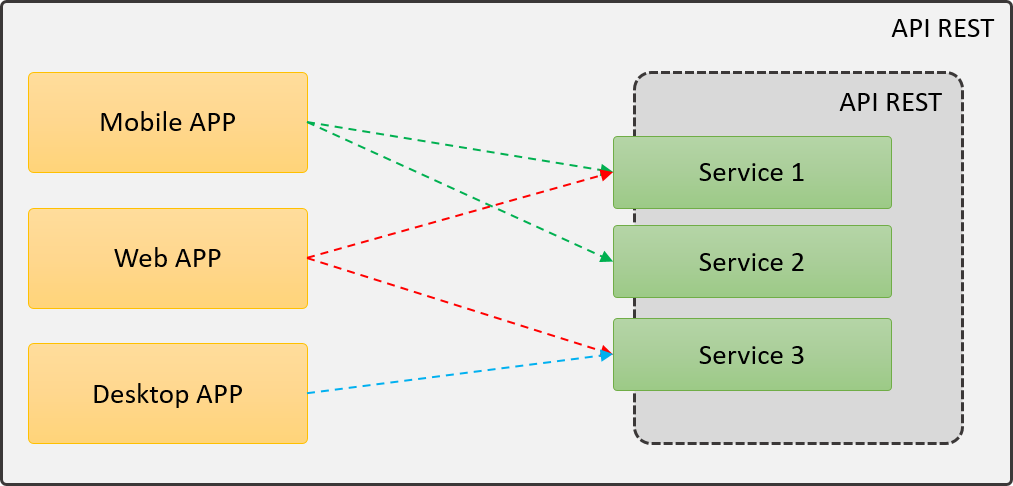 API REST
API REST
Mobile APP
Service 1
Web APP
Service 2
Service 3
Desktop APP